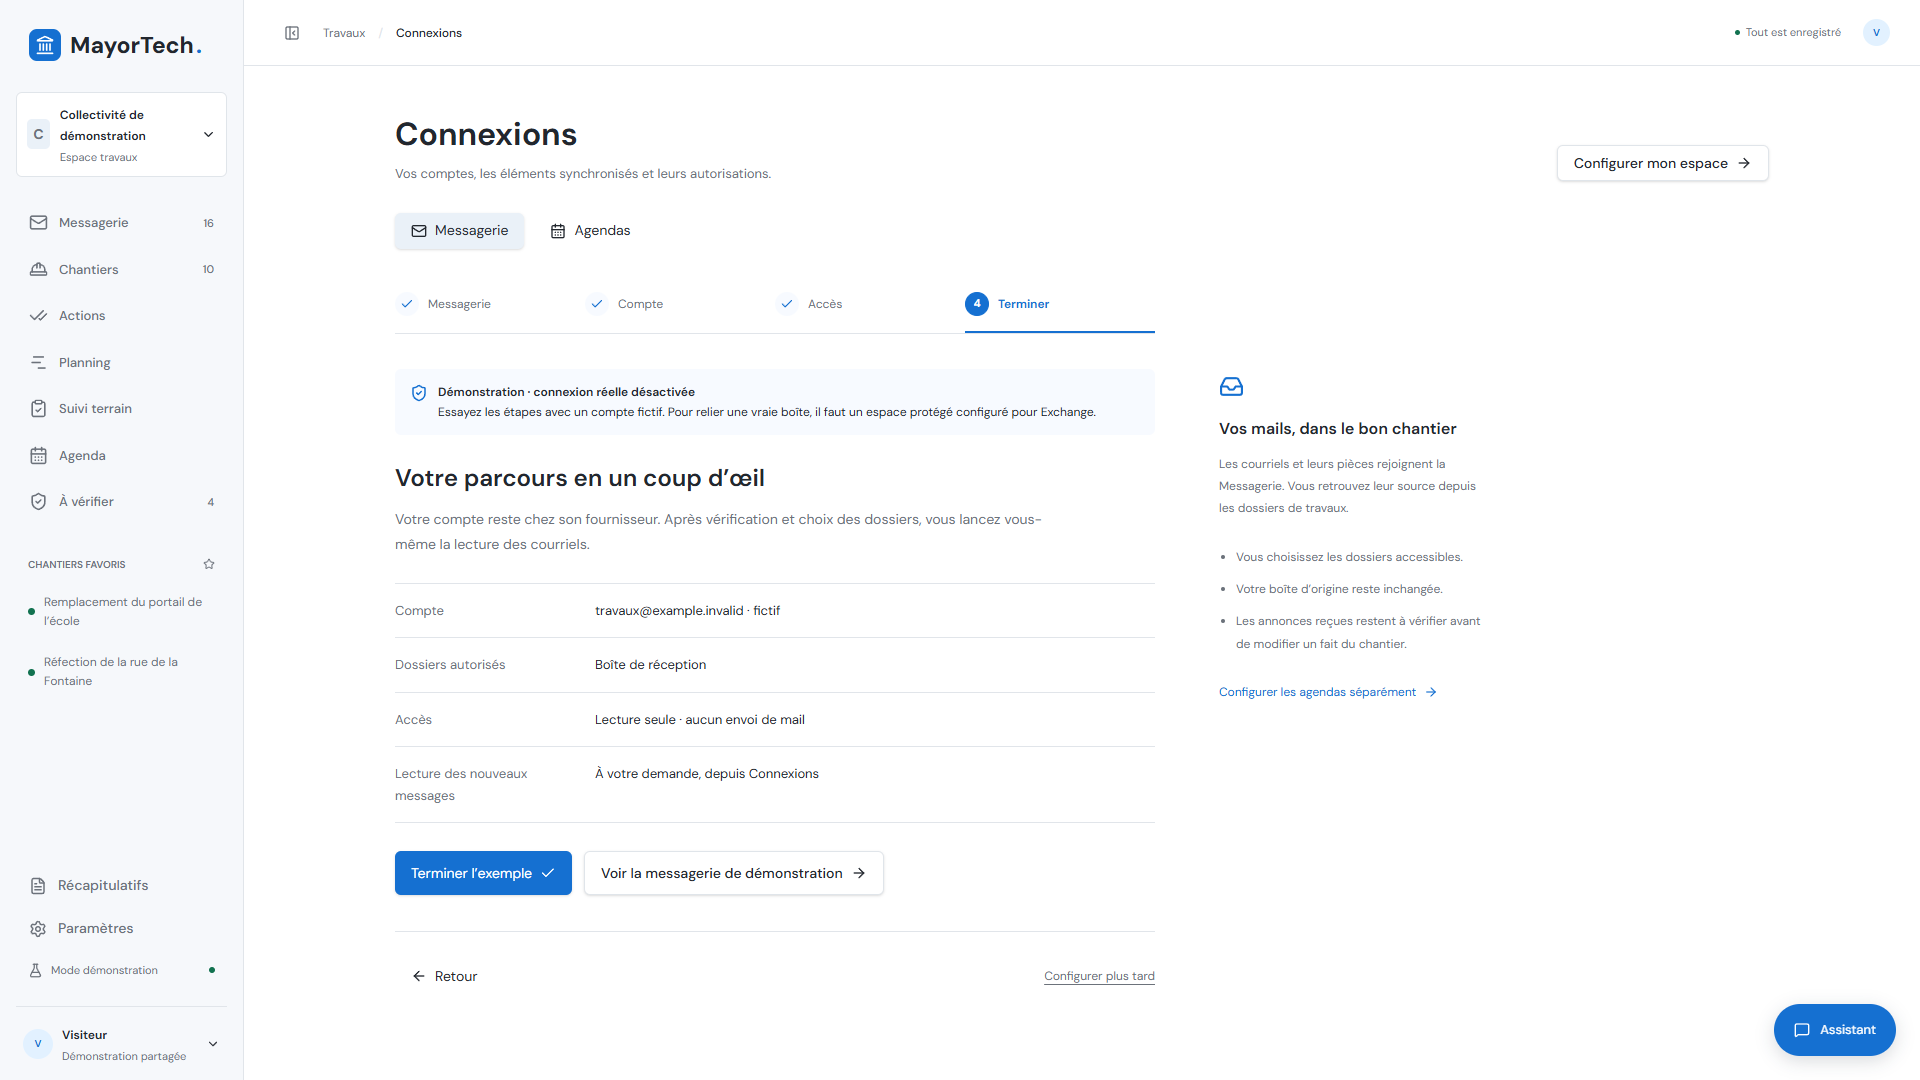 MayorTech.
Collectivité de
démonstration
Espace travaux
C
Messagerie 16
Chantiers 10
Actions
Planning
Suivi terrain
Agenda
À vérifier 4
CHANTIERS FAVORIS
Remplacement du portail de
l’école
Réfection de la rue de la
Fontaine
Récapitulatifs
Paramètres
Mode démonstration
V
Visiteur
Démonstration partagée
Travaux / Connexions
Tout est enregistré
V
Connexions
Vos comptes, les éléments synchronisés et leurs autorisations.
Configurer mon espace
Messagerie Agendas
Messagerie Compte Accès 4 Terminer
Démonstration · connexion réelle désactivée
Essayez les étapes avec un compte fictif. Pour relier une vraie boîte, il faut un espace protégé configuré pour Exchange.
Votre parcours en un coup d’œil
Votre compte reste chez son fournisseur. Après vérification et choix des dossiers, vous lancez vous-
même la lecture des courriels.
Compte travaux@example.invalid · fictif
Dossiers autorisés Boîte de réception
Accès Lecture seule · aucun envoi de mail
Lecture des nouveaux
messages
À votre demande, depuis Connexions
Terminer l’exemple
Voir la messagerie de démonstration
Retour
Configurer plus tard
Vos mails, dans le bon chantier
Les courriels et leurs pièces rejoignent la
Messagerie. Vous retrouvez leur source depuis
les dossiers de travaux.
• Vous choisissez les dossiers accessibles.
• Votre boîte d’origine reste inchangée.
• Les annonces reçues restent à vérifier avant
de modifier un fait du chantier.
Configurer les agendas séparément
Assistant